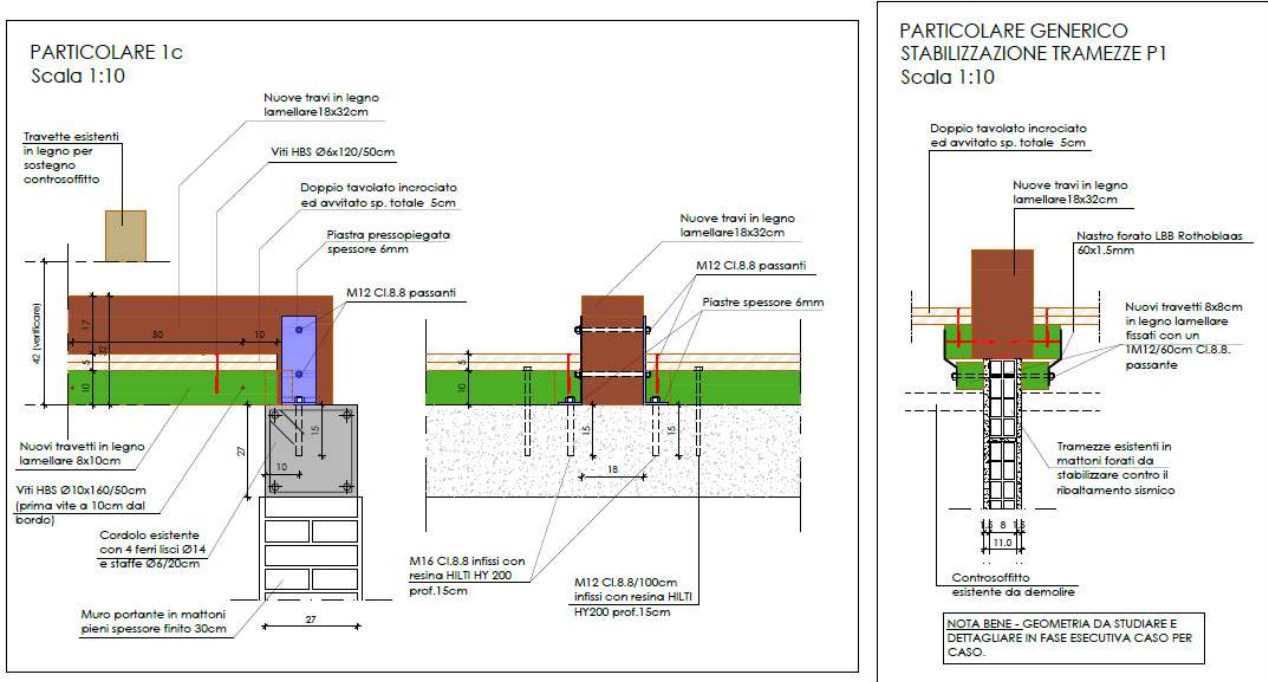 PARTICOLARE 1c
Scala 1:10
Nuove travi in legno
lamellare18x32cm
Travette esistenti
in legno per
sostegno
controsoffitto
Viti HBS Ø6x120/50cm
Doppio tavolato incrociato
ed avvitato sp. totale 5cm
Piastra pressopiegata
spessore 6mm
M12 Cl.8.8 passanti
42 (verificare)
17
32
5
10
50
10
27
10
15
Nuovi travetti in legno
lamellare 8x10cm
Viti HBS Ø10x160/50cm
(prima vite a 10cm dal
bordo)
Cordolo esistente
con 4 ferri lisci Ø14
e staffe Ø6/20cm
Muro portante in mattoni
pieni spessore finito 30cm
27
Nuove travi in legno
lamellare18x32cm
M12 Cl.8.8 passanti
Piastre spessore 6mm
5
10
15
15
18
M16 Cl.8.8 infissi con
resina HILTI HY 200
prof.15cm
M12 Cl.8.8/100cm
infissi con resina HILTI
HY200 prof.15cm
PARTICOLARE GENERICO
STABILIZZAZIONE TRAMEZZE P1
Scala 1:10
Doppio tavolato incrociato
ed avvitato sp. totale 5cm
Nuove travi in legno
lamellare18x32cm
Nastro forato LBB Rothoblaas
60x1.5mm
Nuovi travetti 8x8cm
in legno lamellare
fissati con un
1M12/60cm Cl.8.8.
passante
Tramezze esistenti in
mattoni forati da
stabilizzare contro il
ribaltamento sismico
1.5 8 1.5
11.0
Controsoffitto
esistente da demolire
NOTA BENE - GEOMETRIA DA STUDIARE E
DETTAGLIARE IN FASE ESECUTIVA CASO PER
CASO.